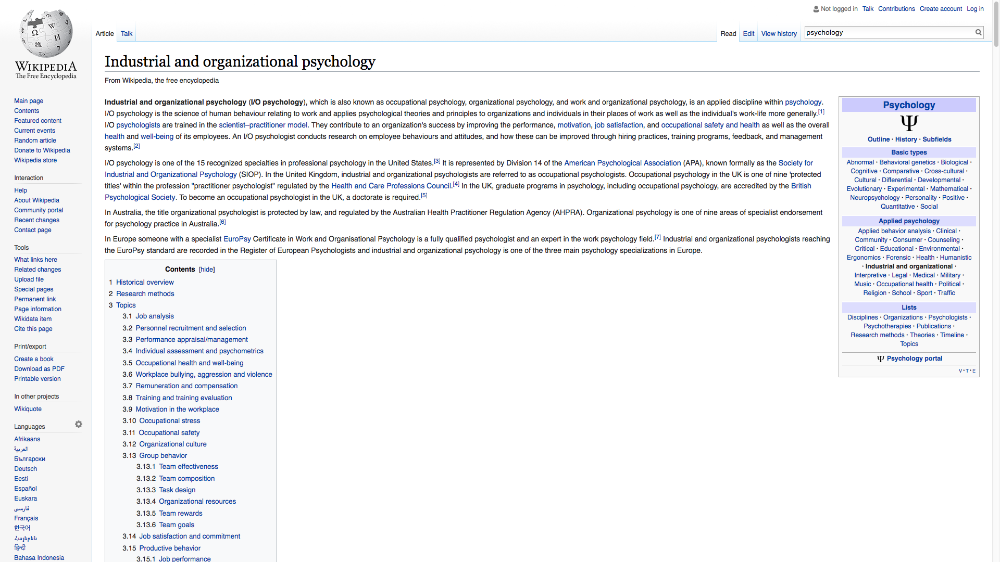 Not logged in Talk Contributions Create account Log in
Article Talk Read Edit View history psychology
WIKIPEDIA
The Free Encyclopedia
Main page
Contents
Featured content
Current events
Random article
Donate to Wikipedia
Wikipedia store
Interaction
Help
About Wikipedia
Community portal
Recent changes
Contact page
Tools
What links here
Related changes
Upload file
Special pages
Permanent link
Page information
Wikidata item
Cite this page
Print/export
Create a book
Download as PDF
Printable version
In other projects
Wikiquote
Languages
Afrikaans
العربية
Български
Deutsch
Eesti
Español
Euskara
فارسی
Français
한국어
Հայերեն
हिन्दी
Bahasa Indonesia
Industrial and organizational psychology
From Wikipedia, the free encyclopedia
Industrial and organizational psychology (I/O psychology), which is also known as occupational psychology, organizational psychology, and work and organizational psychology, is an applied discipline within psychology.
I/O psychology is the science of human behaviour relating to work and applies psychological theories and principles to organizations and individuals in their places of work as well as the individual's work-life more generally.[1]
I/O psychologists are trained in the scientist–practitioner model. They contribute to an organization's success by improving the performance, motivation, job satisfaction, and occupational safety and health as well as the overall
health and well-being of its employees. An I/O psychologist conducts research on employee behaviours and attitudes, and how these can be improved through hiring practices, training programs, feedback, and management
systems.[2]
I/O psychology is one of the 15 recognized specialties in professional psychology in the United States.[3] It is represented by Division 14 of the American Psychological Association (APA), known formally as the Society for
Industrial and Organizational Psychology (SIOP). In the United Kingdom, industrial and organizational psychologists are referred to as occupational psychologists. Occupational psychology in the UK is one of nine 'protected
titles' within the profession "practitioner psychologist" regulated by the Health and Care Professions Council.[4] In the UK, graduate programs in psychology, including occupational psychology, are accredited by the British
Psychological Society. To become an occupational psychologist in the UK, a doctorate is required.[5]
In Australia, the title organizational psychologist is protected by law, and regulated by the Australian Health Practitioner Regulation Agency (AHPRA). Organizational psychology is one of nine areas of specialist endorsement
for psychology practice in Australia.[6]
In Europe someone with a specialist EuroPsy Certificate in Work and Organisational Psychology is a fully qualified psychologist and an expert in the work psychology field.[7] Industrial and organizational psychologists reaching
the EuroPsy standard are recorded in the Register of European Psychologists and industrial and organizational psychology is one of the three main psychology specializations in Europe.
Contents [hide]
1 Historical overview
2 Research methods
3 Topics
3.1 Job analysis
3.2 Personnel recruitment and selection
3.3 Performance appraisal/management
3.4 Individual assessment and psychometrics
3.5 Occupational health and well-being
3.6 Workplace bullying, aggression and violence
3.7 Remuneration and compensation
3.8 Training and training evaluation
3.9 Motivation in the workplace
3.10 Occupational stress
3.11 Occupational safety
3.12 Organizational culture
3.13 Group behavior
3.13.1 Team effectiveness
3.13.2 Team composition
3.13.3 Task design
3.13.4 Organizational resources
3.13.5 Team rewards
3.13.6 Team goals
3.14 Job satisfaction and commitment
3.15 Productive behavior
3.15.1 Job performance
Psychology
Ψ
Outline · History · Subfields
Basic types
Abnormal · Behavioral genetics · Biological ·
Cognitive · Comparative · Cross-cultural ·
Cultural · Differential · Developmental ·
Evolutionary · Experimental · Mathematical ·
Neuropsychology · Personality · Positive ·
Quantitative · Social
Applied psychology
Applied behavior analysis · Clinical ·
Community · Consumer · Counseling ·
Critical · Educational · Environmental ·
Ergonomics · Forensic · Health · Humanistic
· Industrial and organizational ·
Interpretive · Legal · Medical · Military ·
Music · Occupational health · Political ·
Religion · School · Sport · Traffic
Lists
Disciplines · Organizations · Psychologists ·
Psychotherapies · Publications ·
Research methods · Theories · Timeline ·
Topics
Ψ Psychology portal
V · T · E